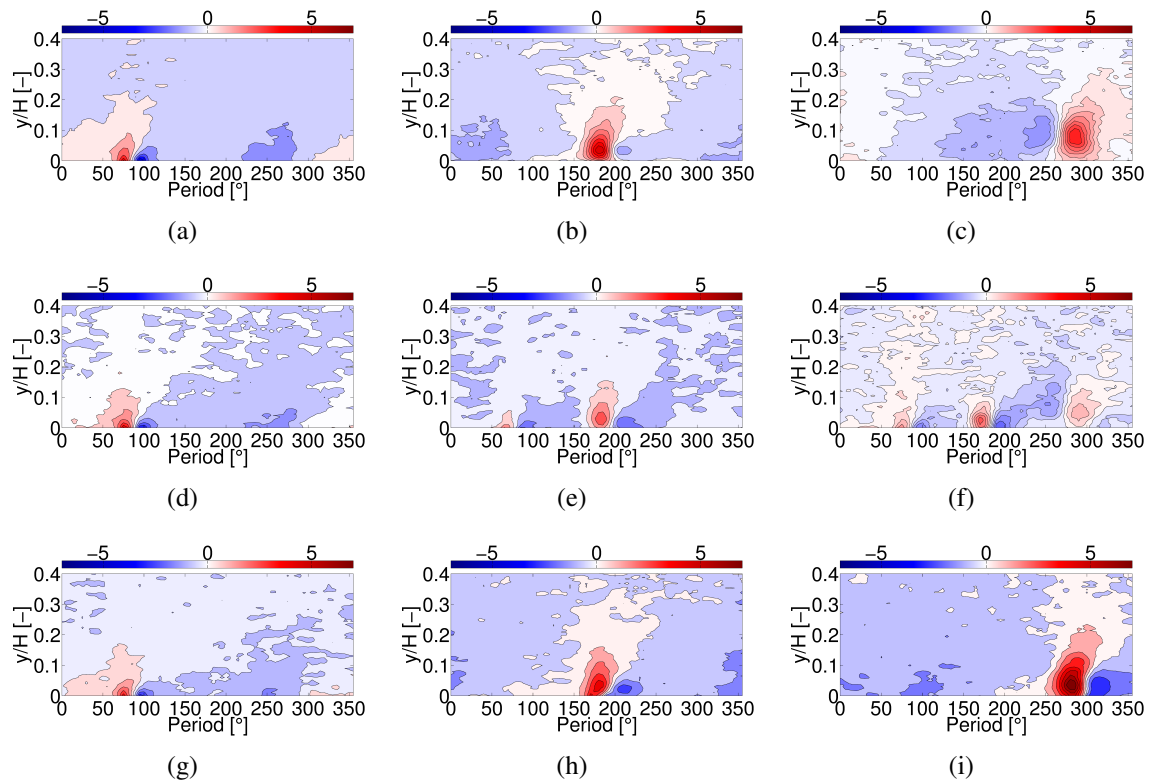 −5 0 5 −5 0 5 −5 0 5
0.4 0.4 0.4
0.3 0.3 0.3
y/H [−] 0.2 y/H [−] 0.2 y/H [−] 0.2
0.1 0.1 0.1
0 0 0
0 50 100 150 200 250 300 350 0 50 100 150 200 250 300 350 0 50 100 150 200 250 300 350
Period [°] Period [°] Period [°]
(a) (b) (c)
−5 0 5 −5 0 5 −5 0 5
0.4 0.4 0.4
0.3 0.3 0.3
y/H [−] 0.2 y/H [−] 0.2 y/H [−] 0.2
0.1 0.1 0.1
0 0 0
0 50 100 150 200 250 300 350 0 50 100 150 200 250 300 350 0 50 100 150 200 250 300 350
Period [°] Period [°] Period [°]
(d) (e) (f)
−5 0 5 −5 0 5 −5 0 5
0.4 0.4 0.4
0.3 0.3 0.3
y/H [−] 0.2 y/H [−] 0.2 y/H [−] 0.2
0.1 0.1 0.1
0 0 0
0 50 100 150 200 250 300 350 0 50 100 150 200 250 300 350 0 50 100 150 200 250 300 350
Period [°] Period [°] Period [°]
(g) (h) (i)